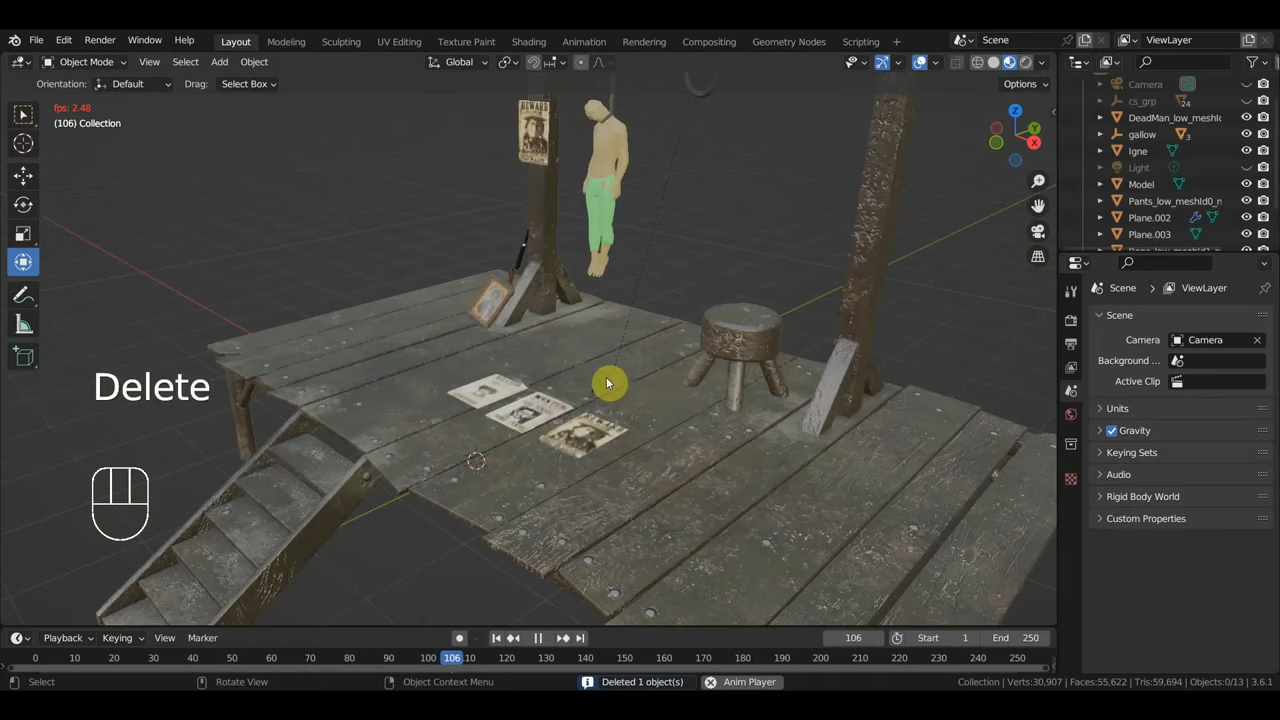 File Edit Render Window Help Layout Modeling Sculpting UV Editing Texture Paint Shading Animation Rendering Compositing Geometry Nodes Scripting Scene ViewLayer
Object Mode View Select Add Object Global
Orientation: Default Drag: Select Box Options
fps: 2.48
(106) Collection
REWARD
WANTED
Z
Y
X
Camera
cs_grp 24
DeadMan_low_meshId
gallow 3
Igne
Light
Model
Pants_low_meshId0_n
Plane.002
Plane.003
Scene ViewLayer
Scene
Camera Camera
Background ...
Active Clip
Units
Gravity
Keying Sets
Audio
Rigid Body World
Custom Properties
Delete
Playback Keying View Marker 106 Start 1 End 250
0 10 20 30 40 50 60 70 80 90 100 106 110 120 130 140 150 160 170 180 190 200 210 220 230 240 250
Select Rotate View Object Context Menu Deleted 1 object(s) Anim Player Collection | Verts:30,907 | Faces:55,622 | Tris:59,694 | Objects:0/13 | 3.6.1